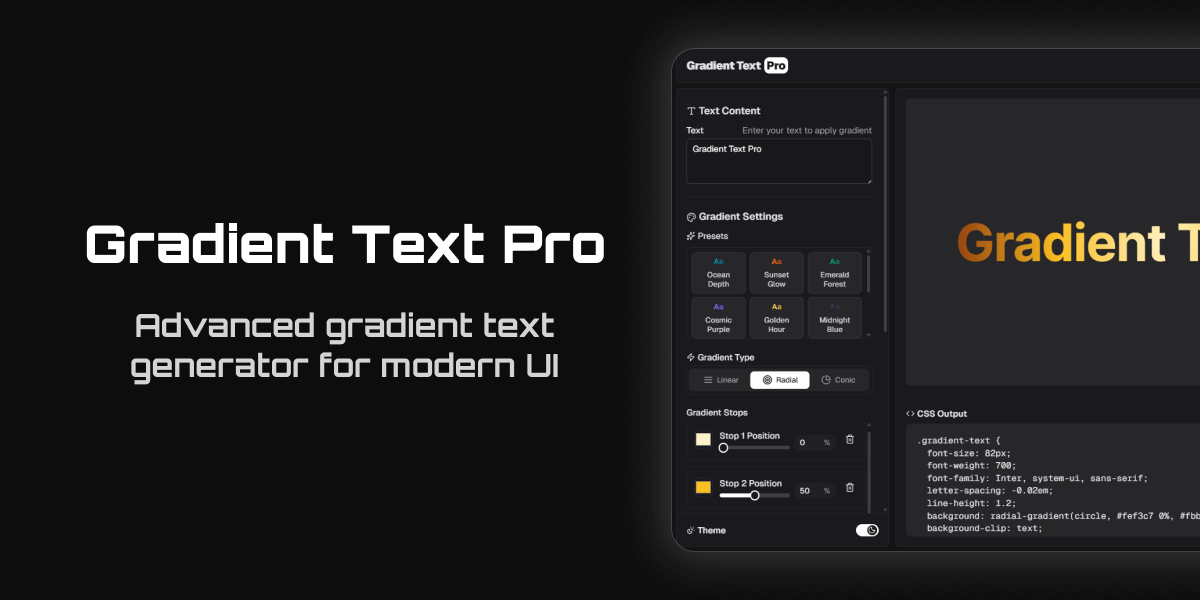 Gradient Text Pro
Advanced gradient text
generator for modern UI
Gradient Text Pro
Text Content
Text
Enter your text to apply gradient
Gradient Text Pro
Gradient Settings
Presets
Aa Aa Aa
Ocean Depth
Sunset Glow
Emerald Forest
Aa Aa Aa
Cosmic Purple
Golden Hour
Midnight Blue
Gradient Type
Linear Radial Conic
Gradient Stops
Stop 1 Position 0 %
Stop 2 Position 50 %
Theme
Gradient T
CSS Output
.gradient-text {
font-size: 82px;
font-weight: 700;
font-family: Inter, system-ui, sans-serif;
letter-spacing: -0.02em;
line-height: 1.2;
background: radial-gradient(circle, #fef3c7 0%, #fbb
background-clip: text;